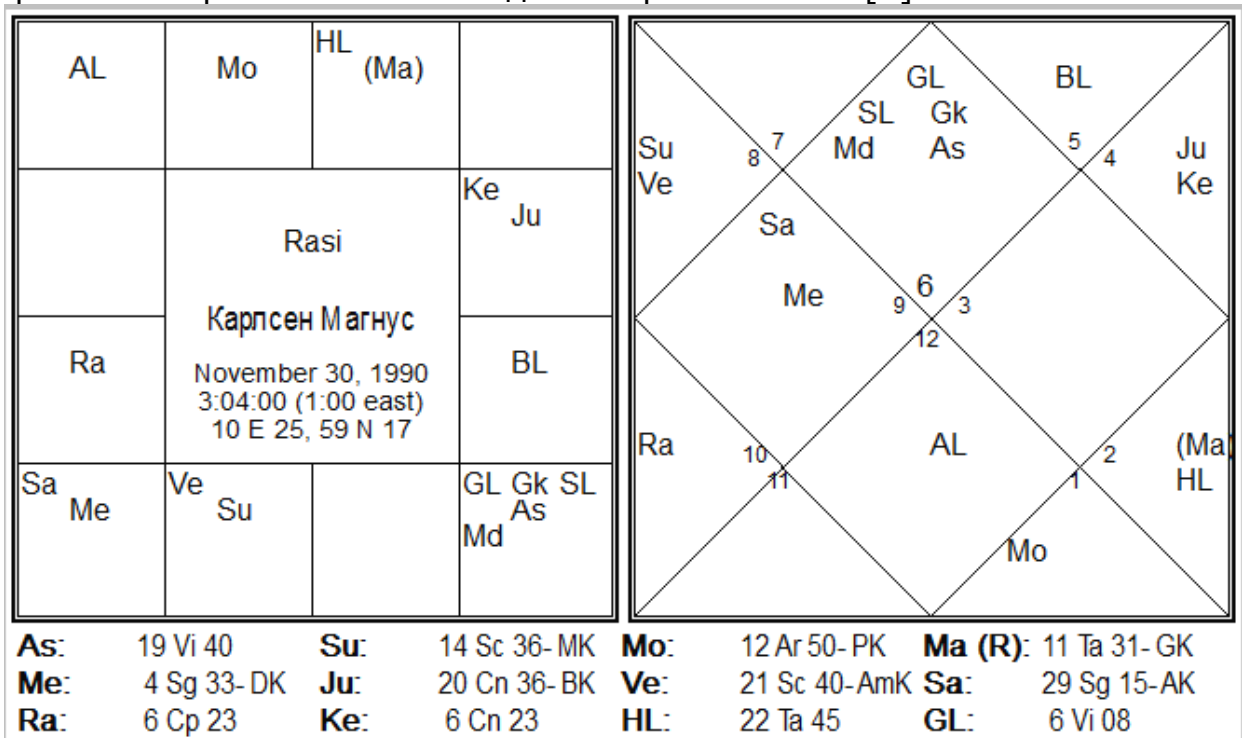 AL Mo HL (Ma)
Ke Ju
Rasi
Карлсен Магнус
November 30, 1990
3:04:00 (1:00 east)
10 E 25, 59 N 17
Ra BL
Sa Me Ve Su GL Gk SL As Md
GL BL
SL Gk
Su 8 7 Md As 5 4 Ju
Ve Ke
Sa
Me 9 6 3
12
Ra 10 AL 2 (Ma
11 1 HL
Mo
As: 19 Vi 40 Su: 14 Sc 36- MK Mo: 12 Ar 50- PK Ma (R): 11 Ta 31- GK
Me: 4 Sg 33- DK Ju: 20 Cn 36- BK Ve: 21 Sc 40- AmK Sa: 29 Sg 15- AK
Ra: 6 Cp 23 Ke: 6 Cn 23 HL: 22 Ta 45 GL: 6 Vi 08